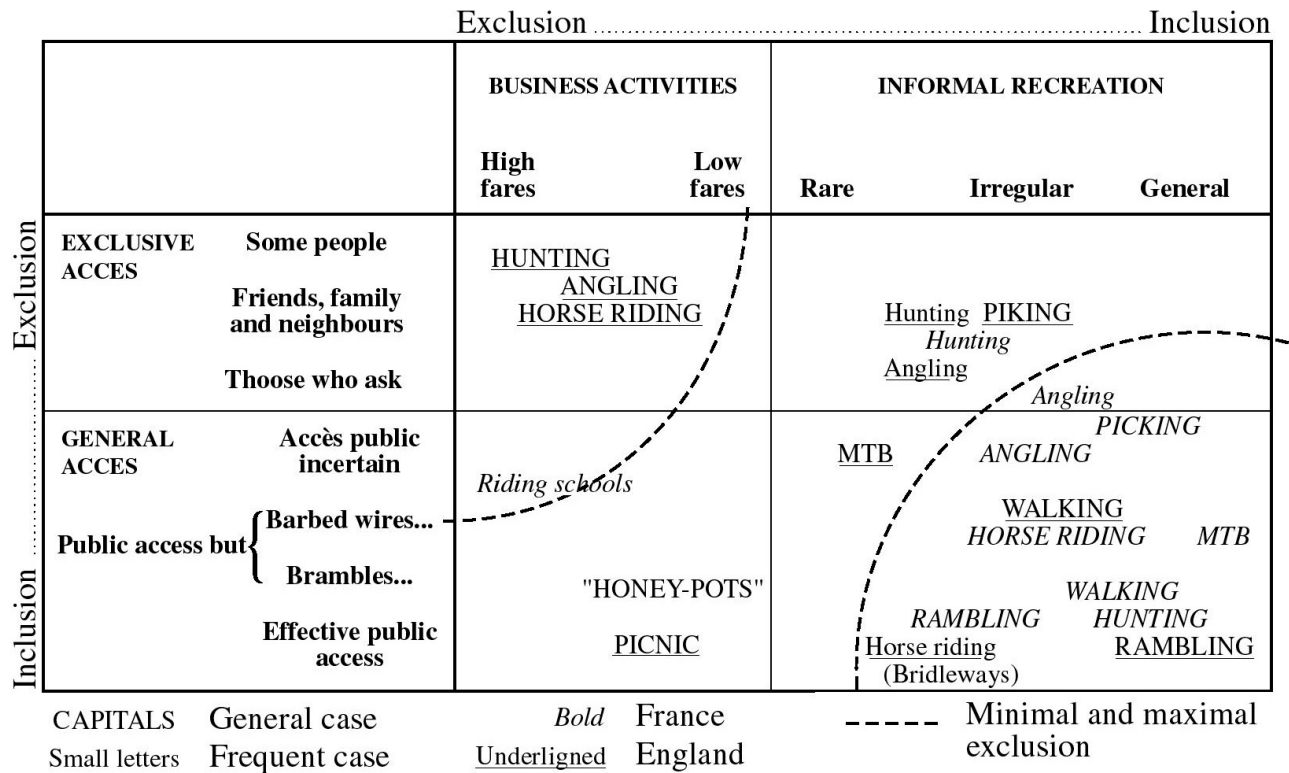 Exclusion ........................ Inclusion
BUSINESS ACTIVITIES
INFORMAL RECREATION
High fares
Low fares
Rare
Irregular
General
Exclusion ............ Inclusion
EXCLUSIVE ACCES
Some people
Friends, family
and neighbours
Thoose who ask
HUNTING
ANGLING
HORSE RIDING
Hunting PIKING
Hunting
Angling
Angling
GENERAL ACCES
Accès public
incertain
Public access but
Barbed wires...
Brambles...
Effective public
access
Riding schools
"HONEY-POTS"
PICNIC
PICKING
MTB
ANGLING
WALKING
HORSE RIDING
MTB
WALKING
RAMBLING
HUNTING
Horse riding
RAMBLING
(Bridleways)
CAPITALS General case
Small letters Frequent case
Bold France
Underligned England
Minimal and maximal
exclusion